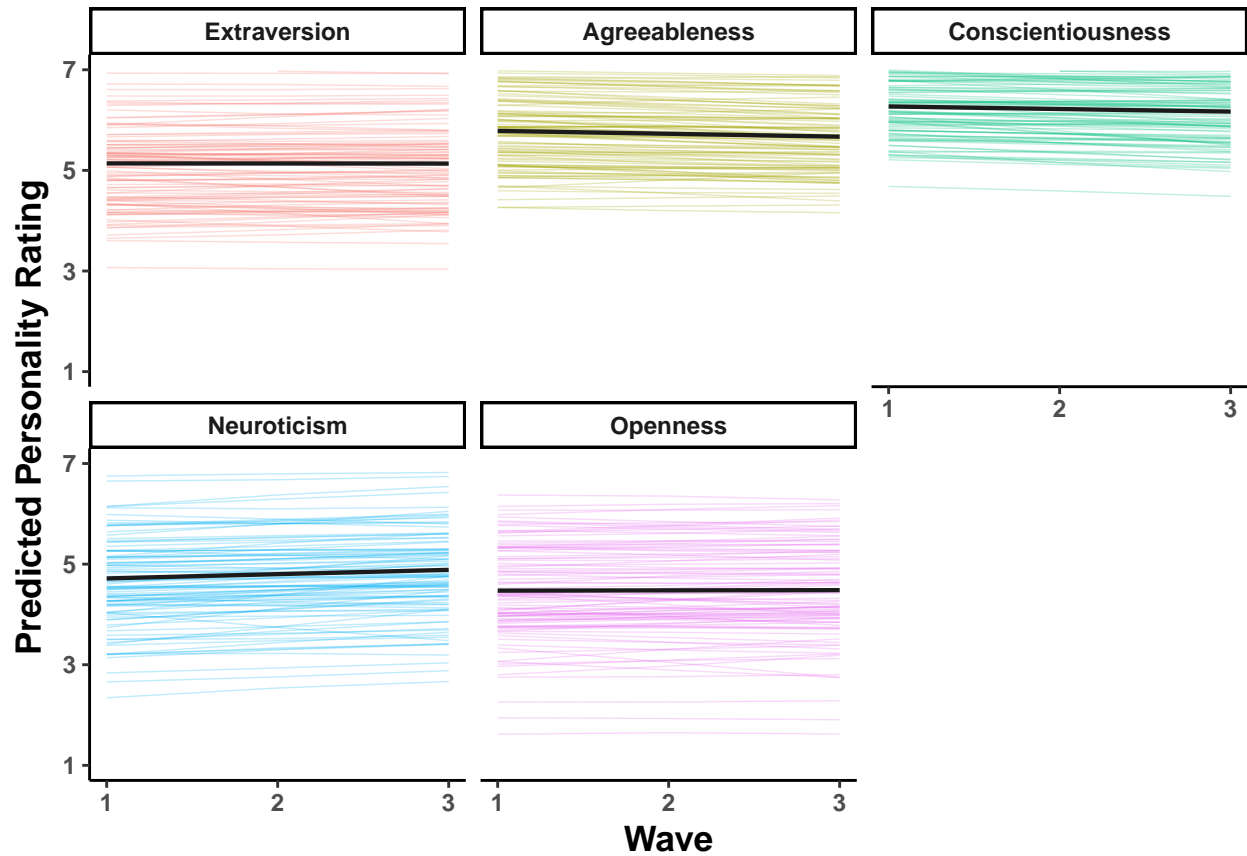 Extraversion
Agreeableness
Conscientiousness
7
5
3
1
1
2
3
Neuroticism
Openness
7
5
3
1
1
2
3
1
2
3
Predicted Personality Rating
Wave